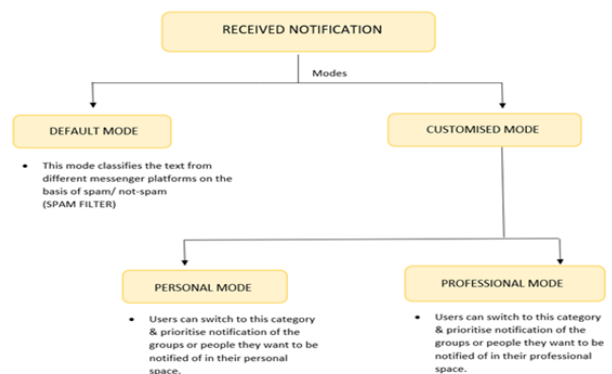 RECEIVED NOTIFICATION
Modes
DEFAULT MODE
CUSTOMISED MODE
• This mode classifies the text from
different messenger platforms on the
basis of spam/ not-spam
(SPAM FILTER)
PERSONAL MODE
PROFESSIONAL MODE
• Users can switch to this category
& prioritise notification of the
groups or people they want to be
notified of in their personal
space.
• Users can switch to this category
& prioritise notification of the
groups or people they want to be
notified of in their professional
space.